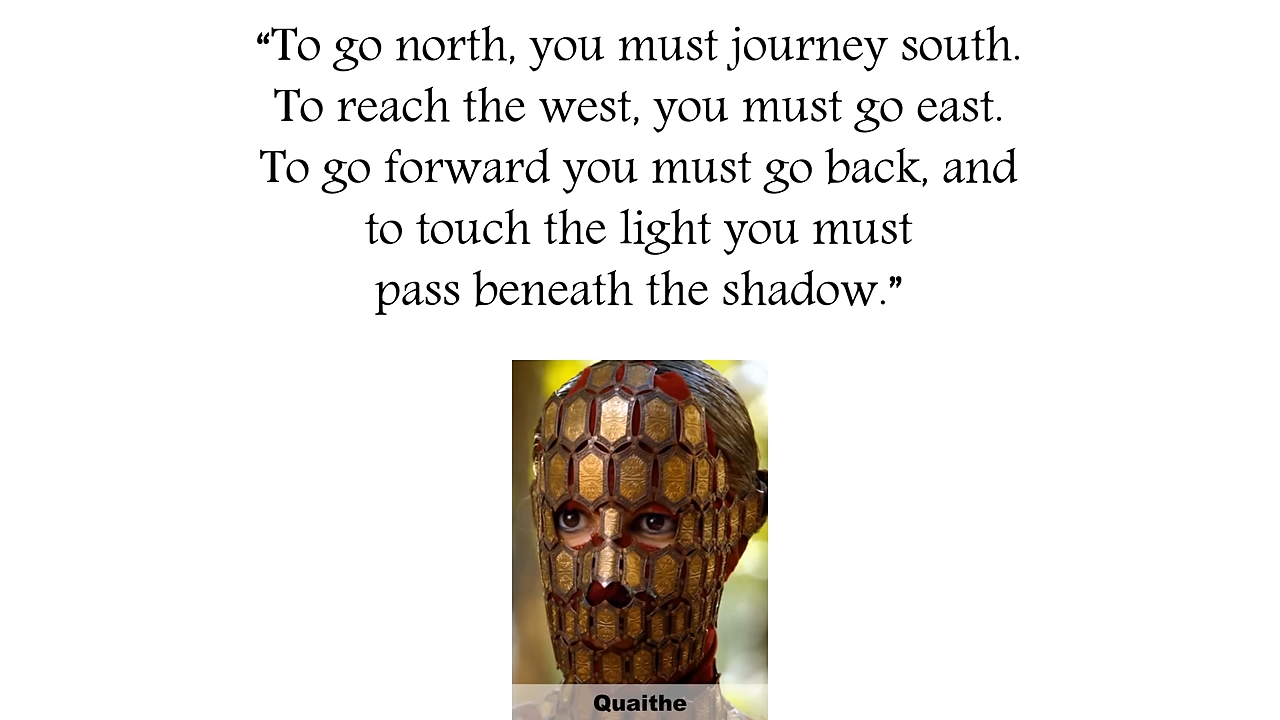 “To go north, you must journey south.
To reach the west, you must go east.
To go forward you must go back, and
to touch the light you must
pass beneath the shadow.”
Quaithe